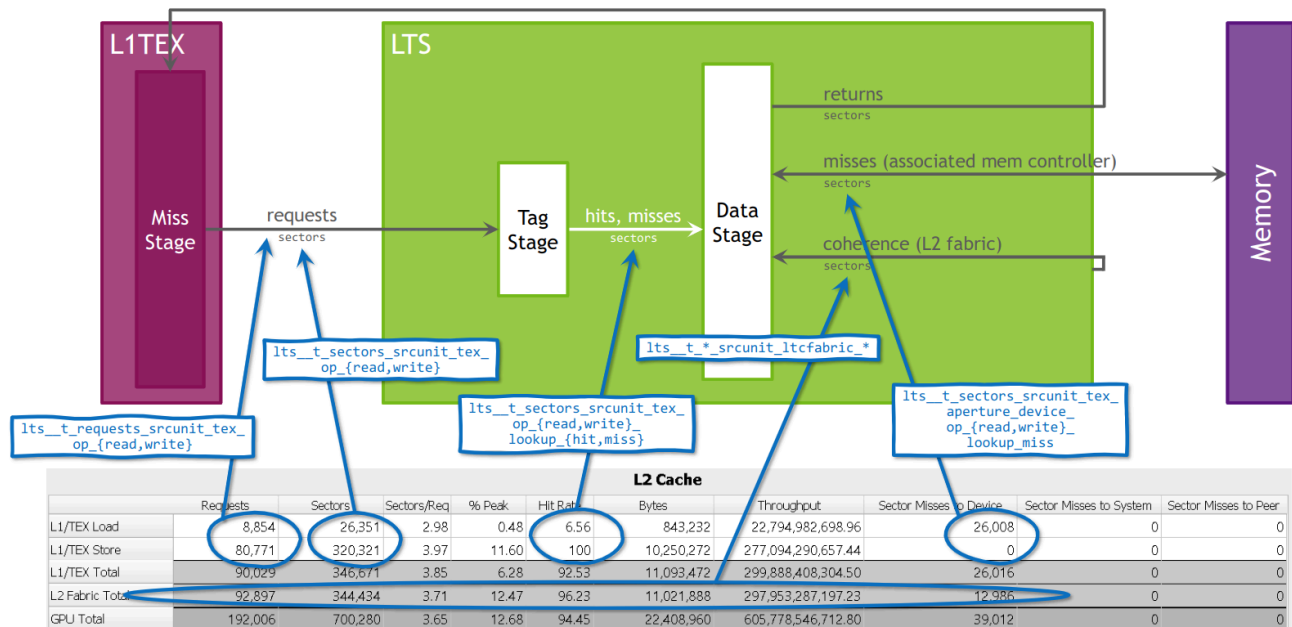 L1TEX
LTS
returns
sectors
misses (associated mem controller)
sectors
Miss
Stage
requests
sectors
Tag
Stage
hits, misses
sectors
Data
Stage
coherence (L2 fabric)
sectors
Memory
lts__t_sectors_srcunit_tex_
op_{read,write}
lts__t_*_srcunit_ltcfabric_*
lts__t_requests_srcunit_tex_
op_{read,write}
lts__t_sectors_srcunit_tex_
op_{read,write}_
lookup_{hit,miss}
lts__t_sectors_srcunit_tex_
aperture_device_
op_{read,write}_
lookup_miss
L2 Cache
Requests Sectors Sectors/Req % Peak Hit Rate Bytes Throughput Sector Misses to Device Sector Misses to System Sector Misses to Peer
L1/TEX Load 8,854 26,351 2.98 0.48 6.56 843,232 22,794,982,698.96 26,008 0 0
L1/TEX Store 80,771 320,321 3.97 11.60 100 10,250,272 277,094,290,657.44 0 0 0
L1/TEX Total 90,029 346,671 3.85 6.28 92.53 11,093,472 299,888,408,304.50 26,016 0 0
L2 Fabric Total 92,897 344,434 3.71 12.47 96.23 11,021,888 297,953,287,197.23 12,986 0 0
GPU Total 192,006 700,280 3.65 12.68 94.45 22,408,960 605,778,546,712.80 39,012 0 0